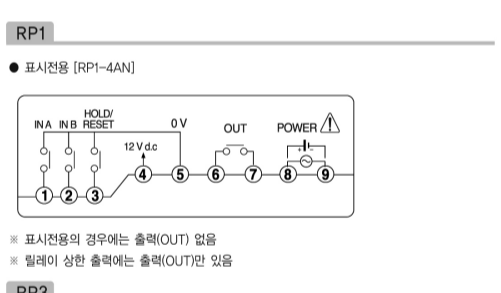 RP1
● 표시전용 [RP1-4AN]
IN A IN B HOLD/RESET 0 V OUT POWER
12 V d.c
① ② ③ ④ ⑤ ⑥ ⑦ ⑧ ⑨
※ 표시전용의 경우에는 출력(OUT) 없음
※ 릴레이 상한 출력에는 출력(OUT)만 있음